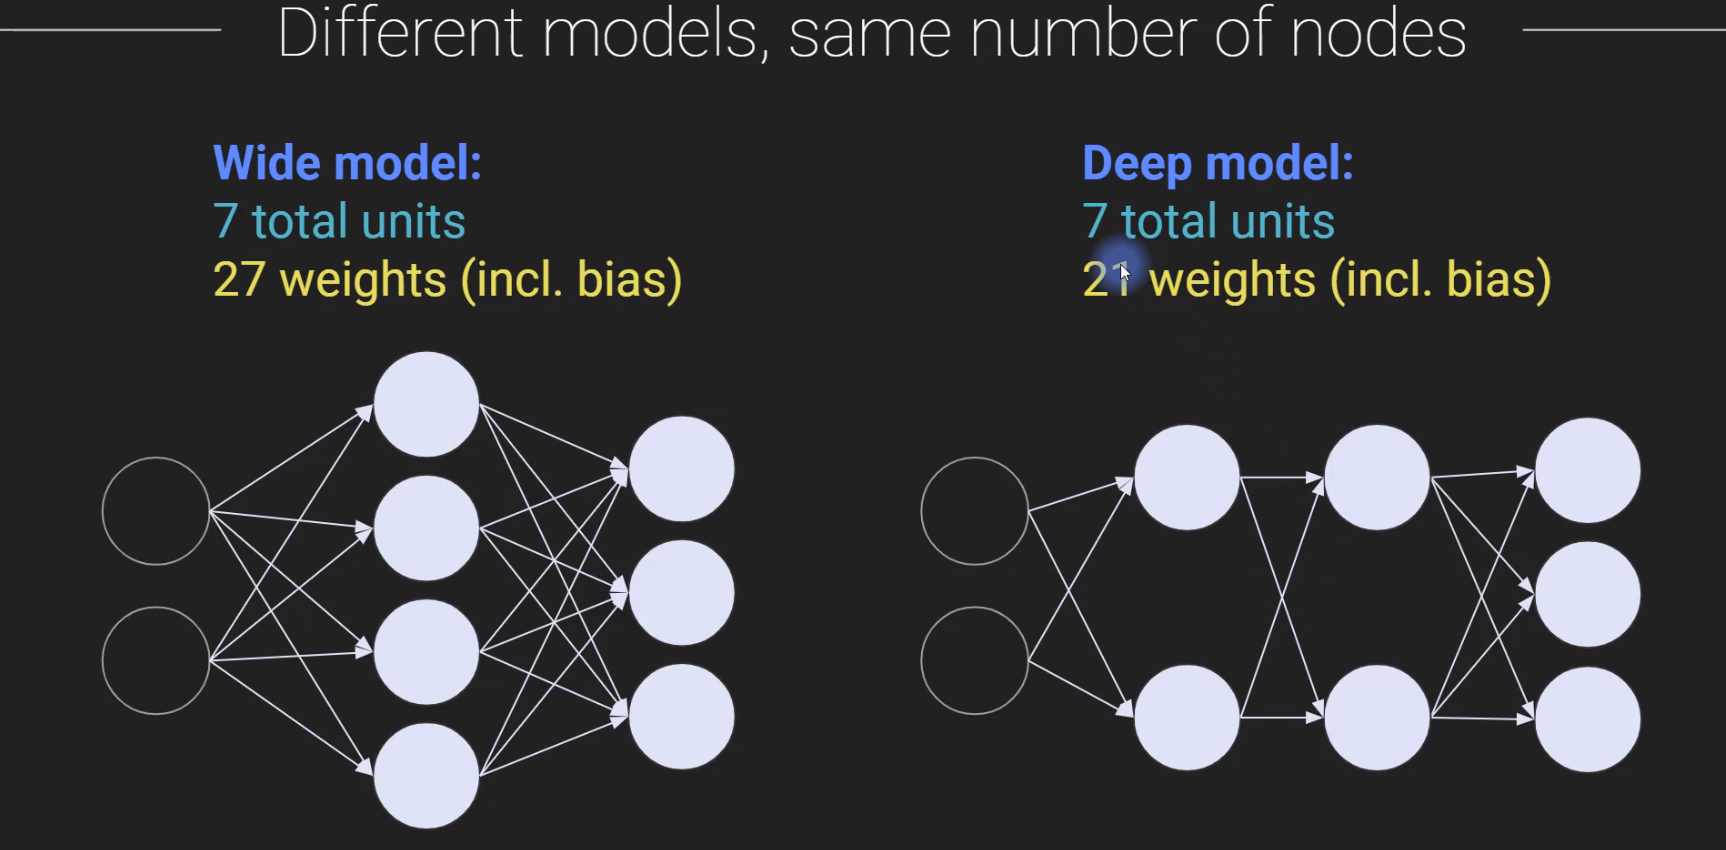 Different models, same number of nodes
Wide model:
7 total units
27 weights (incl. bias)
Deep model:
7 total units
21 weights (incl. bias)